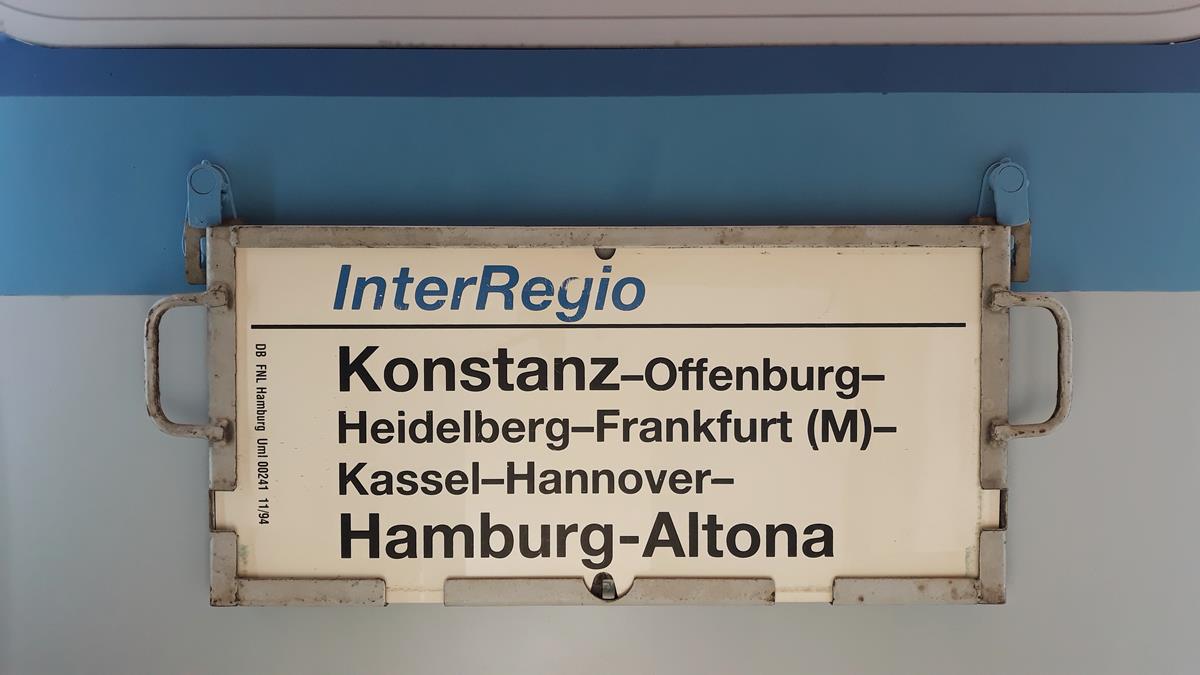 InterRegio
Konstanz–Offenburg–
Heidelberg–Frankfurt (M)–
Kassel–Hannover–
Hamburg-Altona
DB FNL Hamburg Uml 00241 11/94